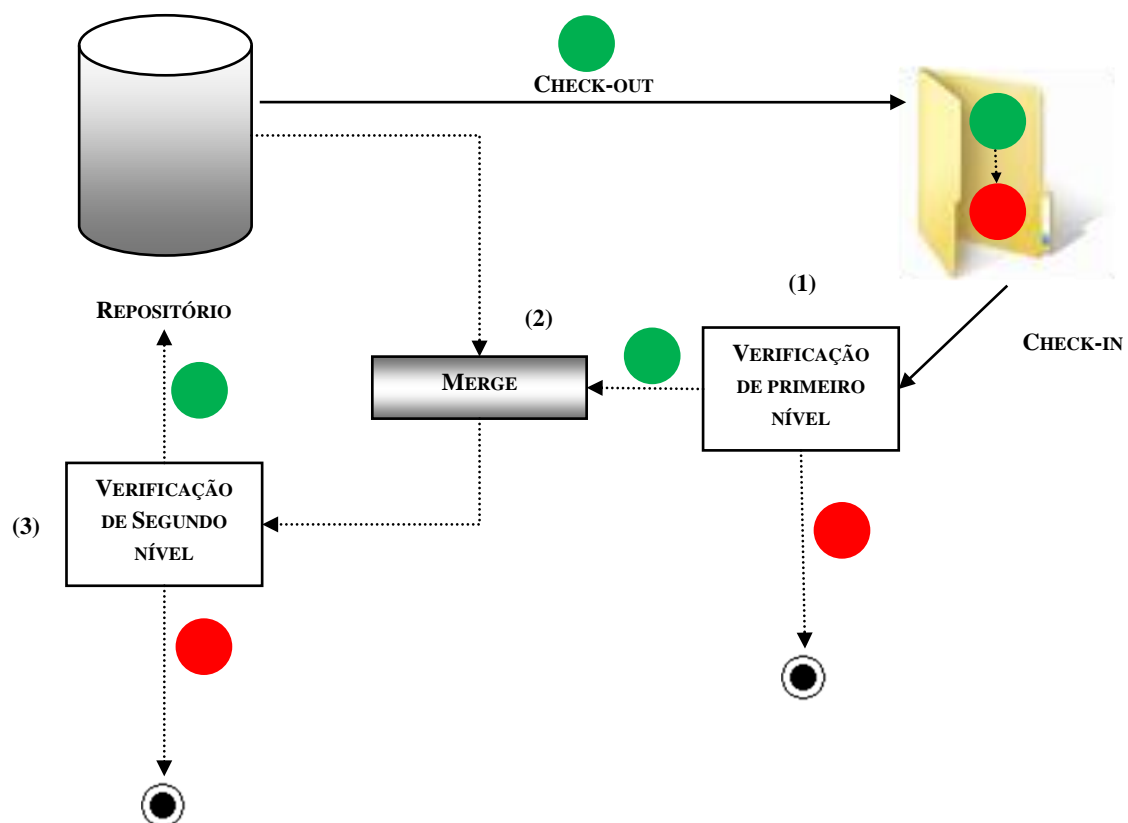 CHECK-OUT
(1)
REPOSITÓRIO
(2)
CHECK-IN
VERIFICAÇÃO
DE PRIMEIRO
NÍVEL
MERGE
VERIFICAÇÃO
DE SEGUNDO
NÍVEL
(3)